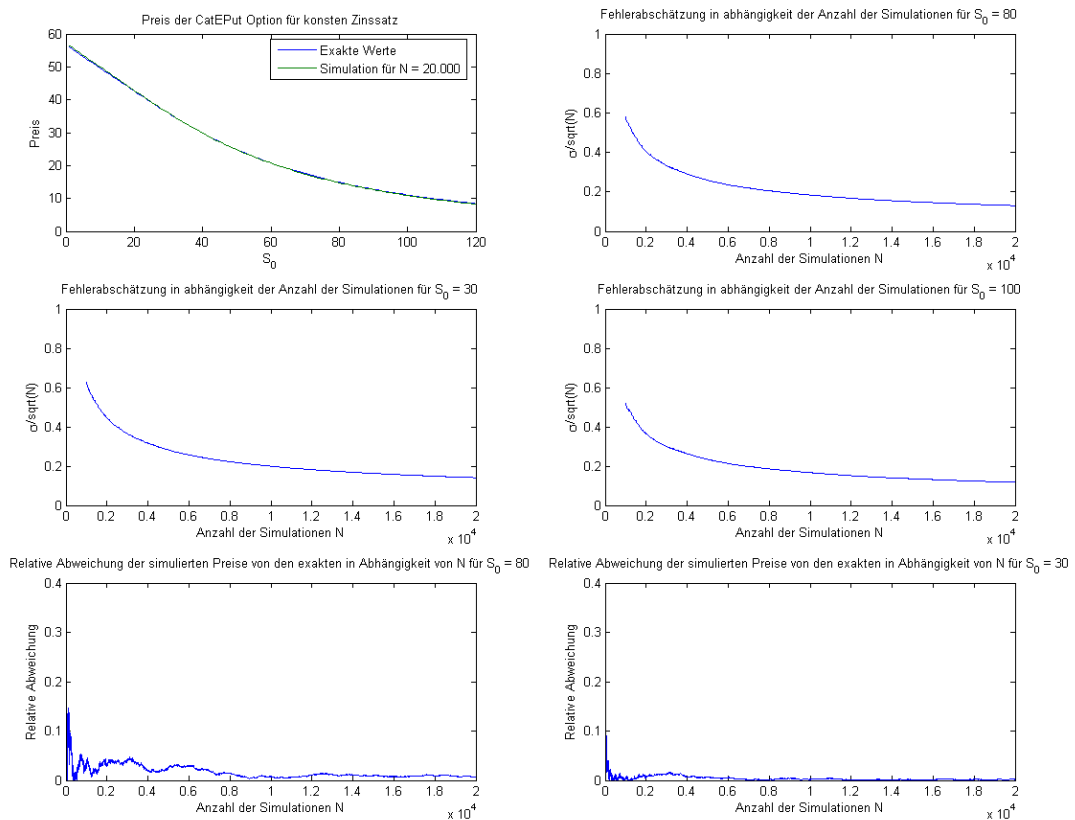 Preis der CatEPut Option für konsten Zinssatz
60
50
40
30
20
10
0
Preis
Exakte Werte
Simulation für N = 20.000
0 20 40 60 80 100 120
S_0
Fehlerabschätzung in abhängigkeit der Anzahl der Simulationen für S_0 = 80
1
0.8
0.6
0.4
0.2
0
σ/sqrt(N)
0 0.2 0.4 0.6 0.8 1 1.2 1.4 1.6 1.8 2
Anzahl der Simulationen N
x 10^4
Fehlerabschätzung in abhängigkeit der Anzahl der Simulationen für S_0 = 30
1
0.8
0.6
0.4
0.2
0
σ/sqrt(N)
0 0.2 0.4 0.6 0.8 1 1.2 1.4 1.6 1.8 2
Anzahl der Simulationen N
x 10^4
Fehlerabschätzung in abhängigkeit der Anzahl der Simulationen für S_0 = 100
1
0.8
0.6
0.4
0.2
0
σ/sqrt(N)
0 0.2 0.4 0.6 0.8 1 1.2 1.4 1.6 1.8 2
Anzahl der Simulationen N
x 10^4
Relative Abweichung der simulierten Preise von den exakten in Abhängigkeit von N für S_0 = 80
0.4
0.3
0.2
0.1
0
Relative Abweichung
0 0.2 0.4 0.6 0.8 1 1.2 1.4 1.6 1.8 2
Anzahl der Simulationen N
x 10^4
Relative Abweichung der simulierten Preise von den exakten in Abhängigkeit von N für S_0 = 30
0.4
0.3
0.2
0.1
0
Relative Abweichung
0 0.2 0.4 0.6 0.8 1 1.2 1.4 1.6 1.8 2
Anzahl der Simulationen N
x 10^4